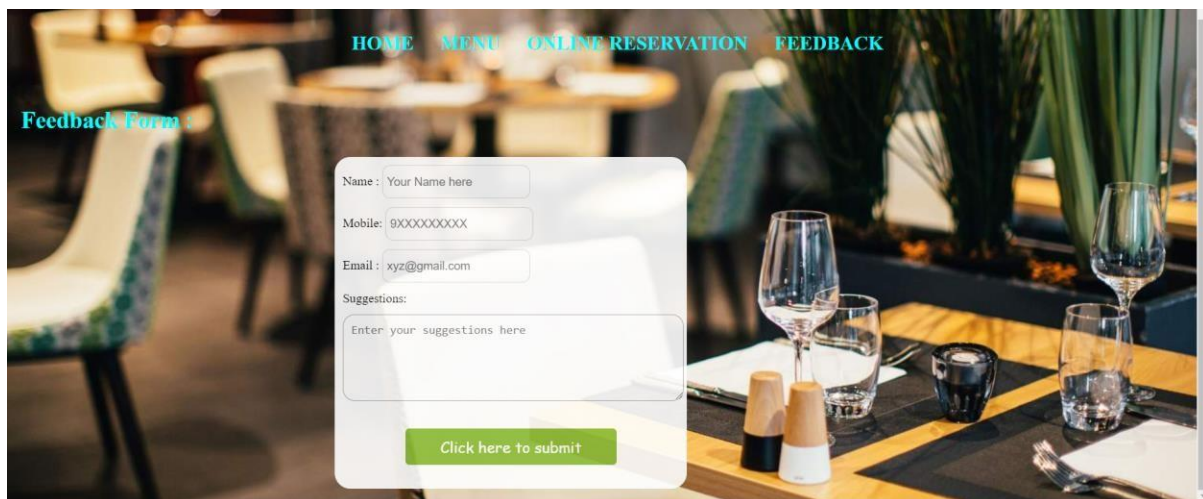 HOME MENU ONLINE RESERVATION FEEDBACK
Feedback Form :
Name : Your Name here
Mobile: 9XXXXXXXXX
Email : xyz@gmail.com
Suggestions:
Enter your suggestions here
Click here to submit